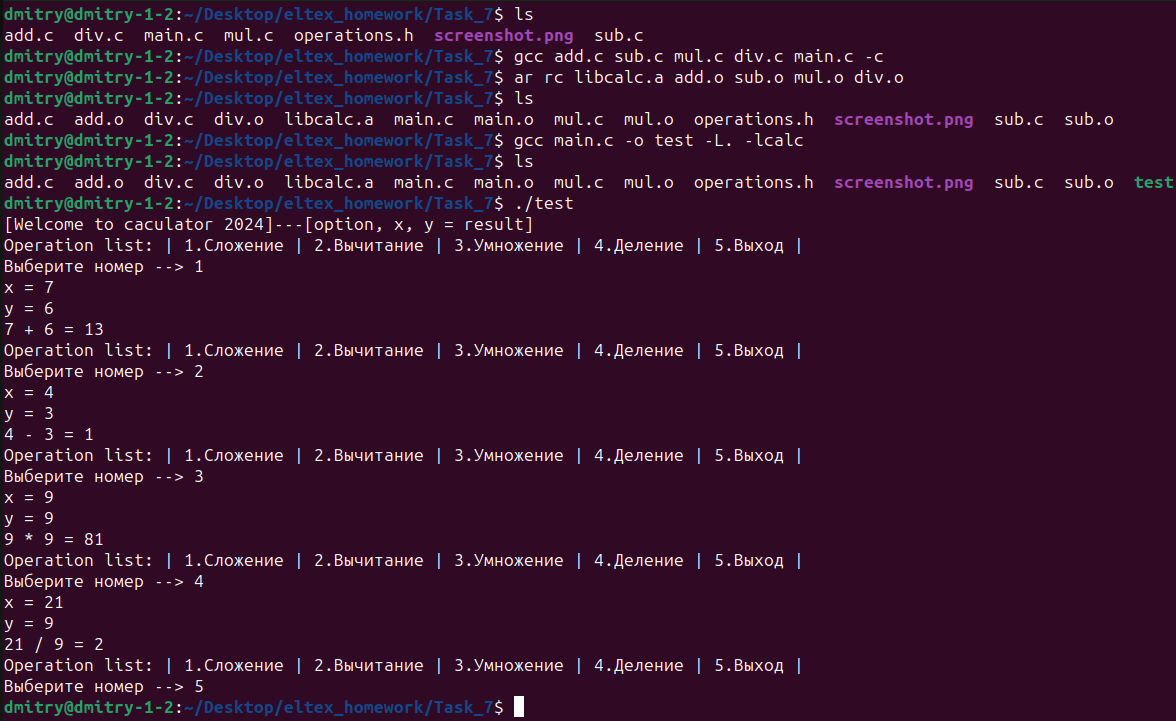 dmitry@dmitry-1-2:~/Desktop/eltex_homework/Task_7$ ls
add.c  div.c  main.c  mul.c  operations.h  screenshot.png  sub.c
dmitry@dmitry-1-2:~/Desktop/eltex_homework/Task_7$ gcc add.c sub.c mul.c div.c main.c -c
dmitry@dmitry-1-2:~/Desktop/eltex_homework/Task_7$ ar rc libcalc.a add.o sub.o mul.o div.o
dmitry@dmitry-1-2:~/Desktop/eltex_homework/Task_7$ ls
add.c  add.o  div.c  div.o  libcalc.a  main.c  main.o  mul.c  mul.o  operations.h  screenshot.png  sub.c  sub.o
dmitry@dmitry-1-2:~/Desktop/eltex_homework/Task_7$ gcc main.c -o test -L. -lcalc
dmitry@dmitry-1-2:~/Desktop/eltex_homework/Task_7$ ls
add.c  add.o  div.c  div.o  libcalc.a  main.c  main.o  mul.c  mul.o  operations.h  screenshot.png  sub.c  sub.o  test
dmitry@dmitry-1-2:~/Desktop/eltex_homework/Task_7$ ./test
[Welcome to caculator 2024]---[option, x, y = result]
Operation list: | 1.Сложение | 2.Вычитание | 3.Умножение | 4.Деление | 5.Выход |
Выберите номер --> 1
x = 7
y = 6
7 + 6 = 13
Operation list: | 1.Сложение | 2.Вычитание | 3.Умножение | 4.Деление | 5.Выход |
Выберите номер --> 2
x = 4
y = 3
4 - 3 = 1
Operation list: | 1.Сложение | 2.Вычитание | 3.Умножение | 4.Деление | 5.Выход |
Выберите номер --> 3
x = 9
y = 9
9 * 9 = 81
Operation list: | 1.Сложение | 2.Вычитание | 3.Умножение | 4.Деление | 5.Выход |
Выберите номер --> 4
x = 21
y = 9
21 / 9 = 2
Operation list: | 1.Сложение | 2.Вычитание | 3.Умножение | 4.Деление | 5.Выход |
Выберите номер --> 5
dmitry@dmitry-1-2:~/Desktop/eltex_homework/Task_7$